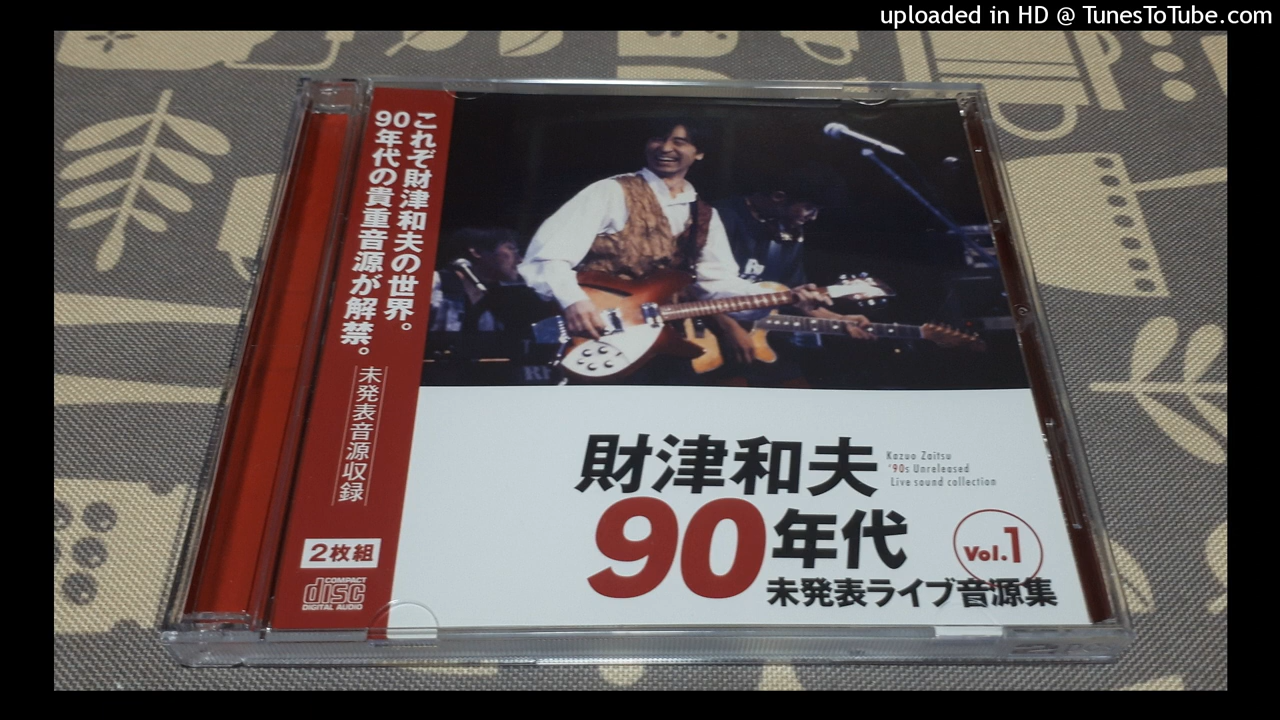 uploaded in HD @ TunesToTube.com
これぞ財津和夫の世界。
90年代の貴重音源が解禁。
未発表音源収録
2枚組
COMPACT
disc
DIGITAL AUDIO
財津和夫
Kazuo Zaitsu
'90s Unreleased
Live sound collection
90年代
Vol.1
未発表ライブ音源集